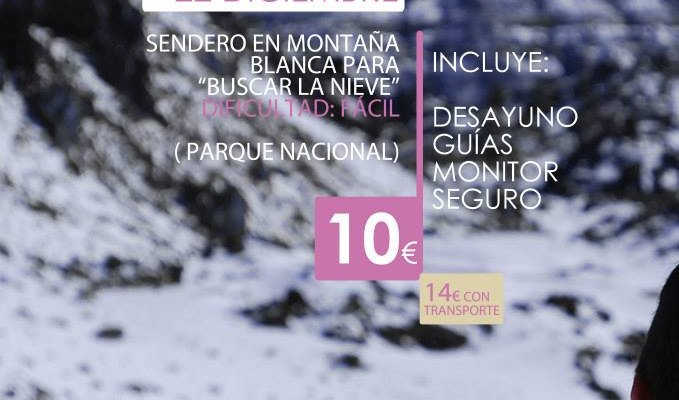 SENDERO EN MONTAÑA
BLANCA PARA
“BUSCAR LA NIEVE”
DIFICULTAD: FÁCIL
( PARQUE NACIONAL)
INCLUYE:
DESAYUNO
GUÍAS
MONITOR
SEGURO
10€
14€ CON
TRANSPORTE